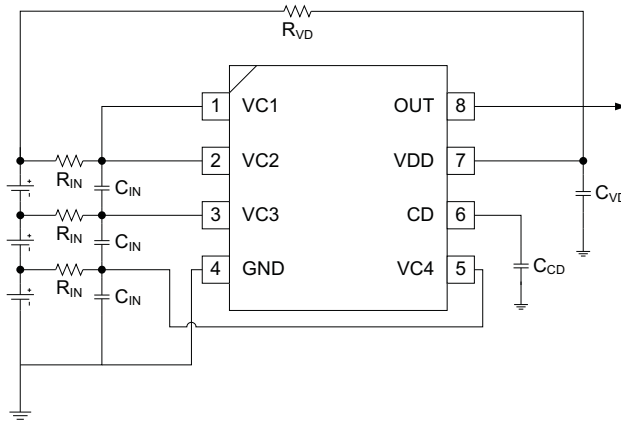 RVD
1 VC1 OUT 8
RIN CIN 2 VC2 VDD 7
CVD
RIN CIN 3 VC3 CD 6
RIN CIN 4 GND VC4 5
CCD